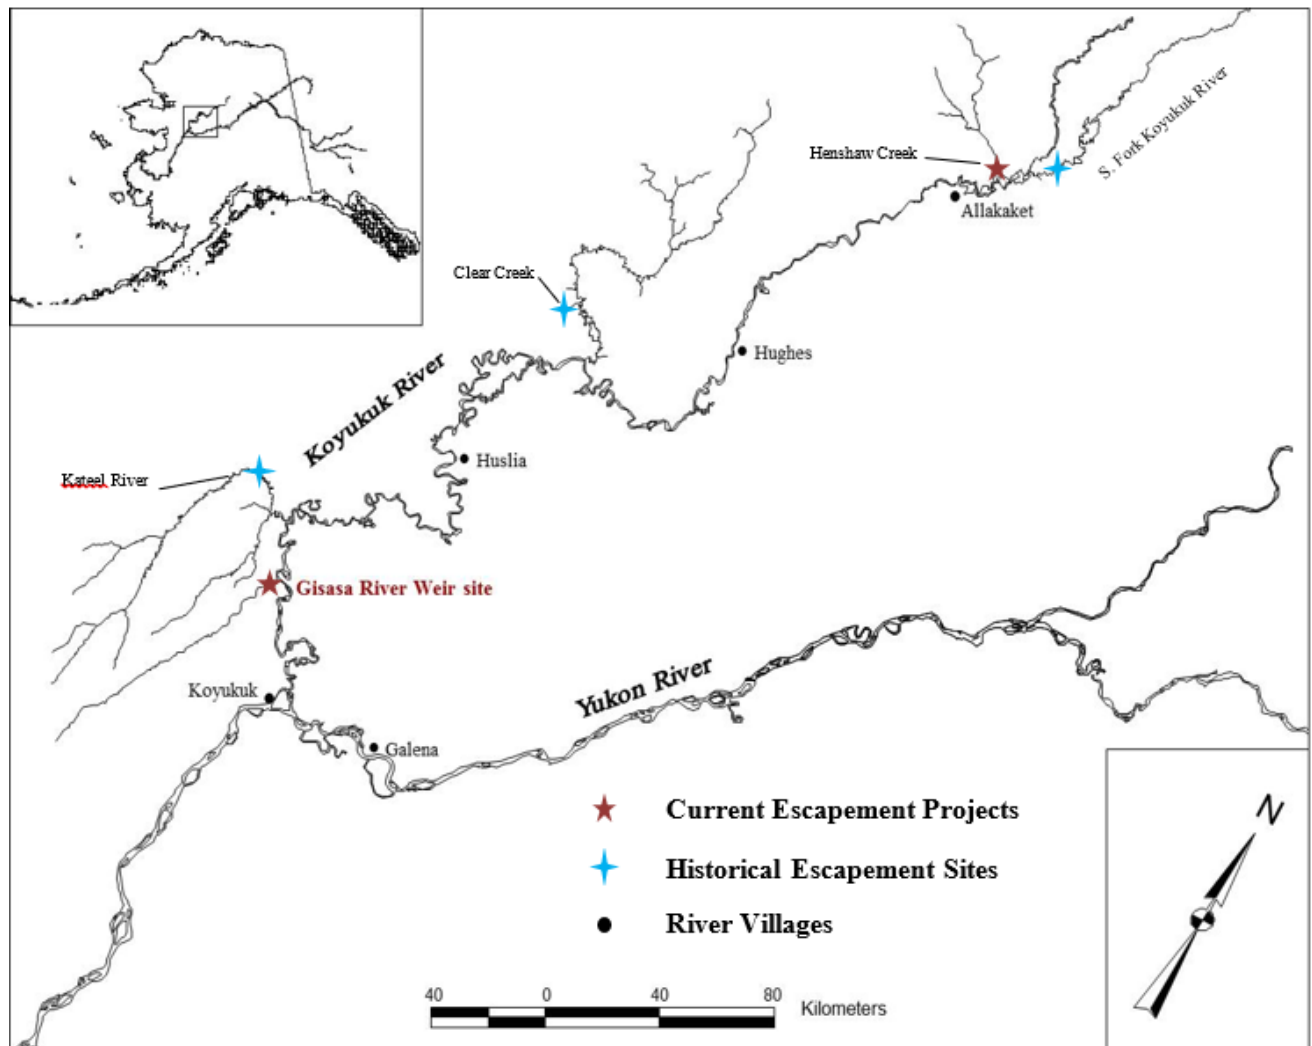 S. Fork Koyukuk River
Henshaw Creek
Allakaket
Clear Creek
Hughes
Koyukuk River
Huslia
Kateel River
Gisasa River Weir site
Koyukuk
Yukon River
Galena
Current Escapement Projects
Historical Escapement Sites
River Villages
N
40 0 40 80
Kilometers